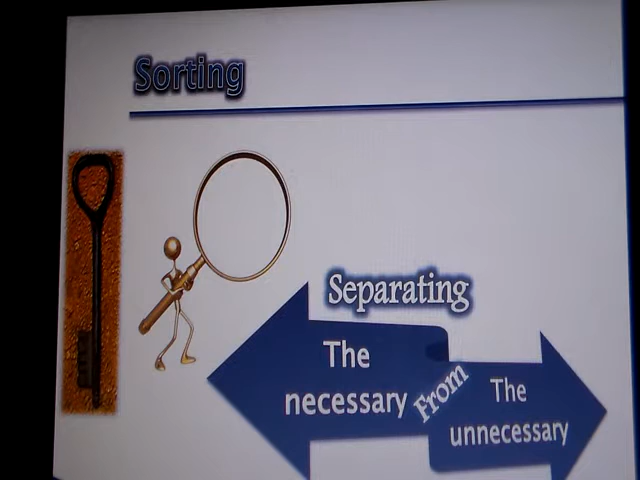 Sorting
Separating
The
necessary
From
The
unnecessary